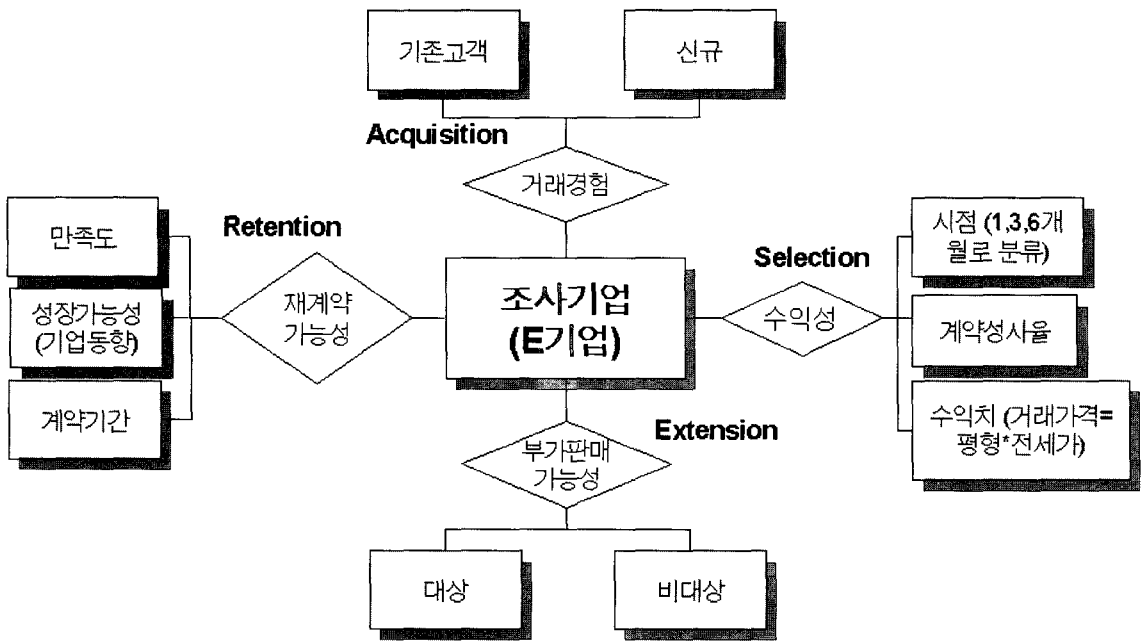 기존고객
신규
Acquisition
거래경험
만족도
성장가능성
(기업동향)
계약기간
Retention
재계약
가능성
조사기업
(E기업)
Selection
수익성
시점 (1,3,6개
월로 분류)
계약성사율
수익치 (거래가격=
평형*전세가)
Extension
부가판매
가능성
대상
비대상